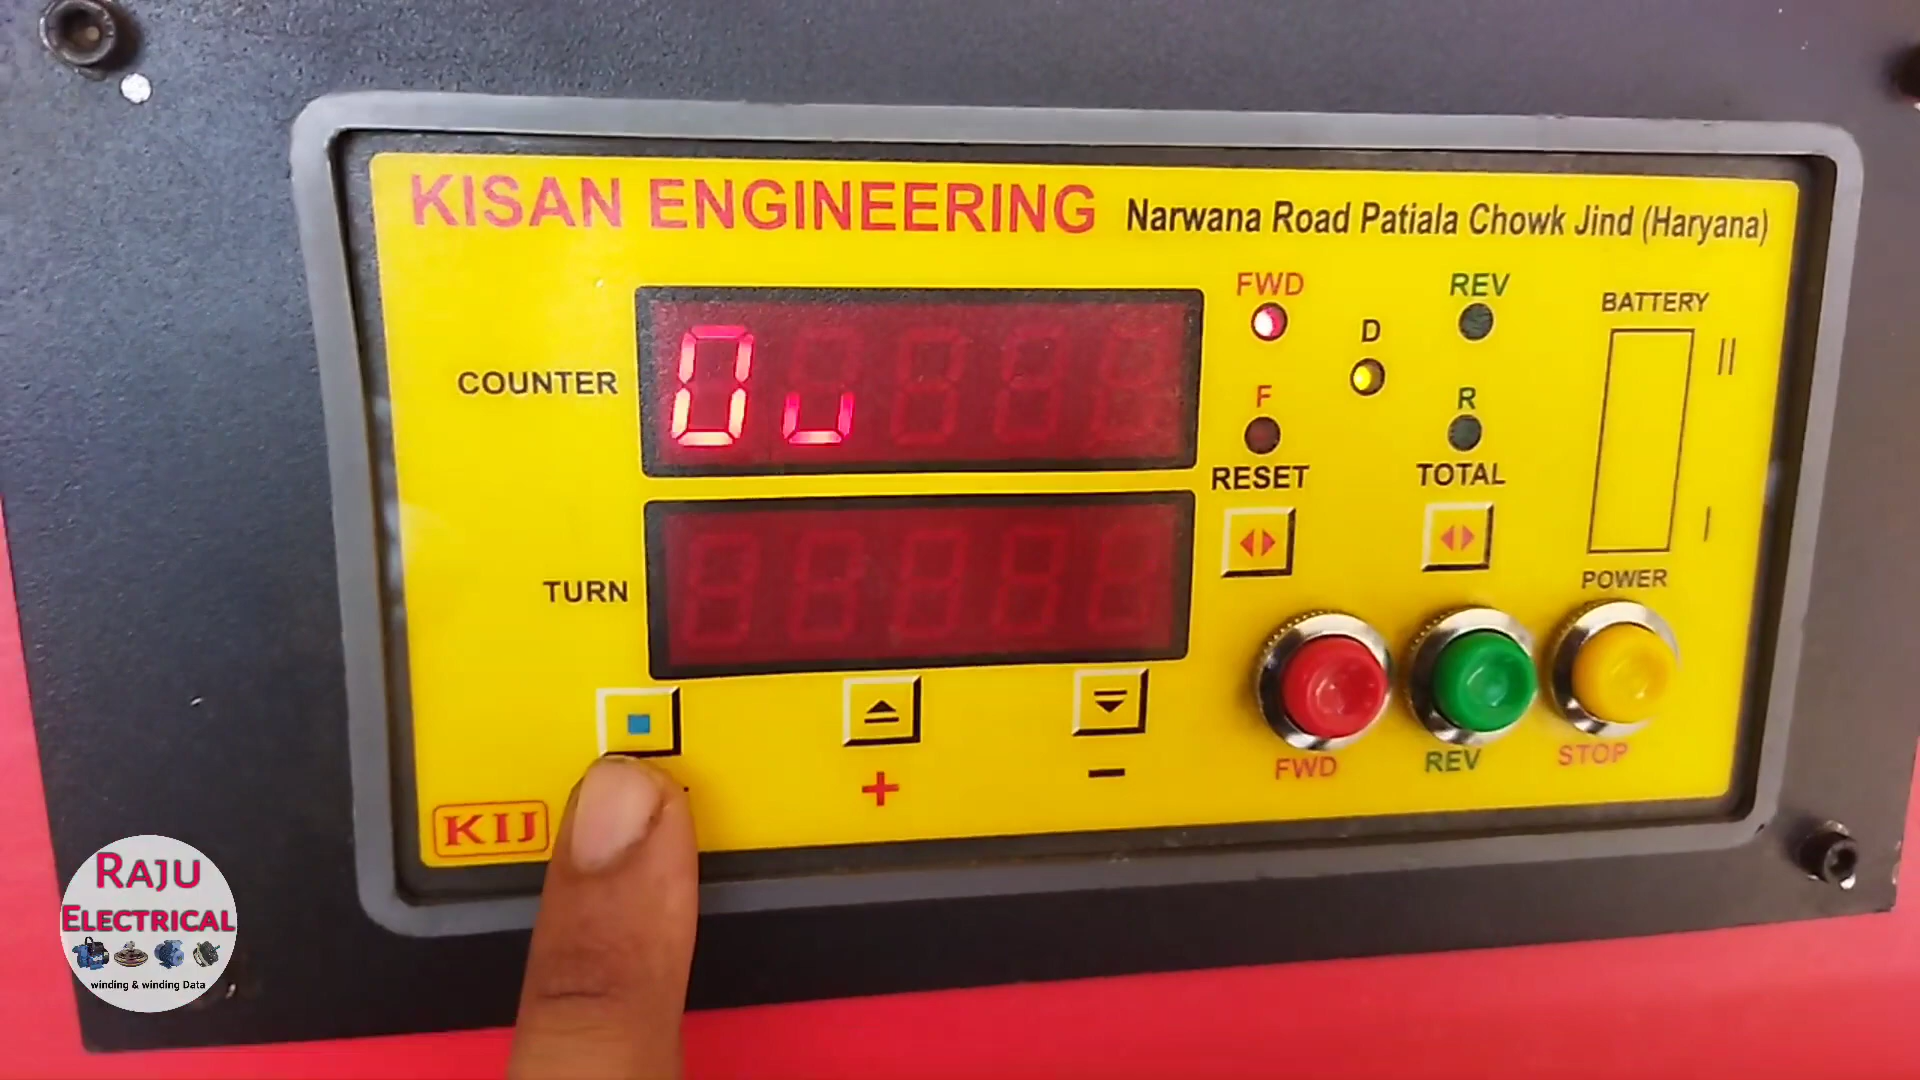 KISAN ENGINEERING Narwana Road Patiala Chowk Jind (Haryana)
FWD REV
BATTERY
D
COUNTER 0u
F R
RESET TOTAL
TURN
POWER
+ -
FWD REV STOP
KIJ
RAJU
ELECTRICAL
winding & winding Data